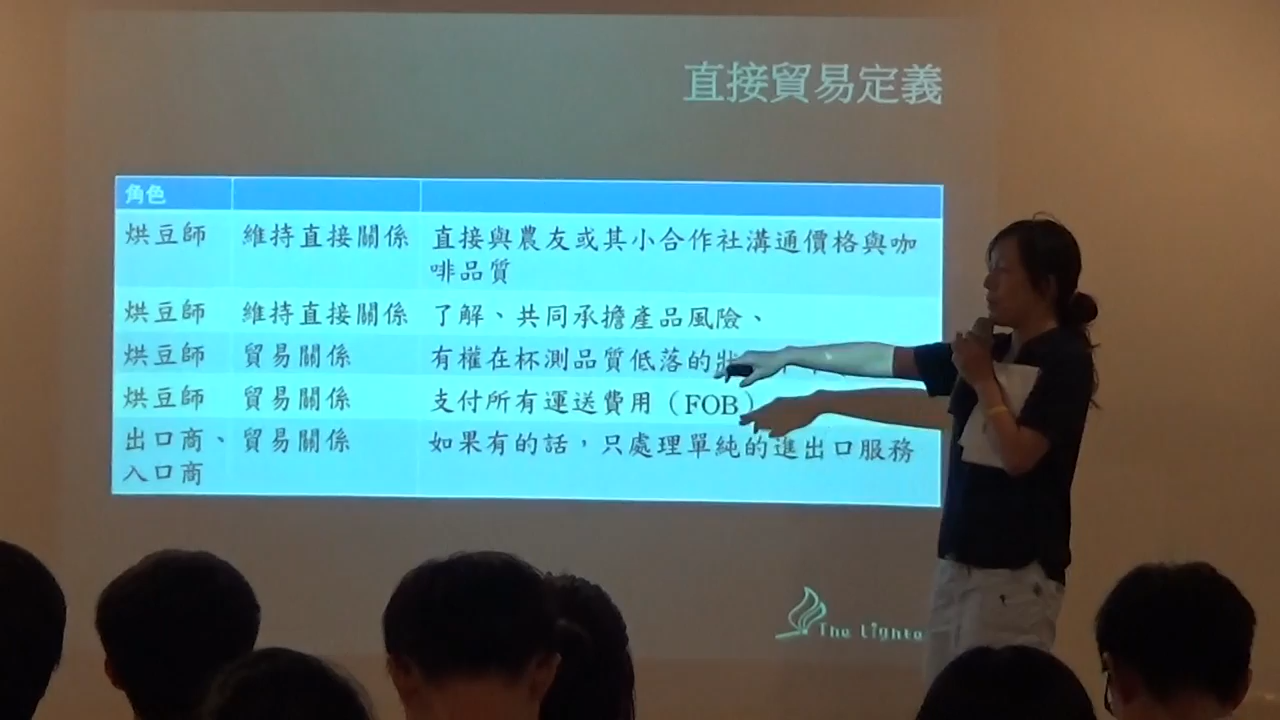 直接貿易定義
角色
烘豆師 維持直接關係 直接與農友或其小合作社溝通價格與咖
啡品質
烘豆師 維持直接關係 了解、共同承擔產品風險、
烘豆師 貿易關係 有權在杯測品質低落的
烘豆師 貿易關係 支付所有運送費用(FOB)
出口商、 貿易關係 如果有的話,只處理單純的進出口服務
入口商
The Lighte